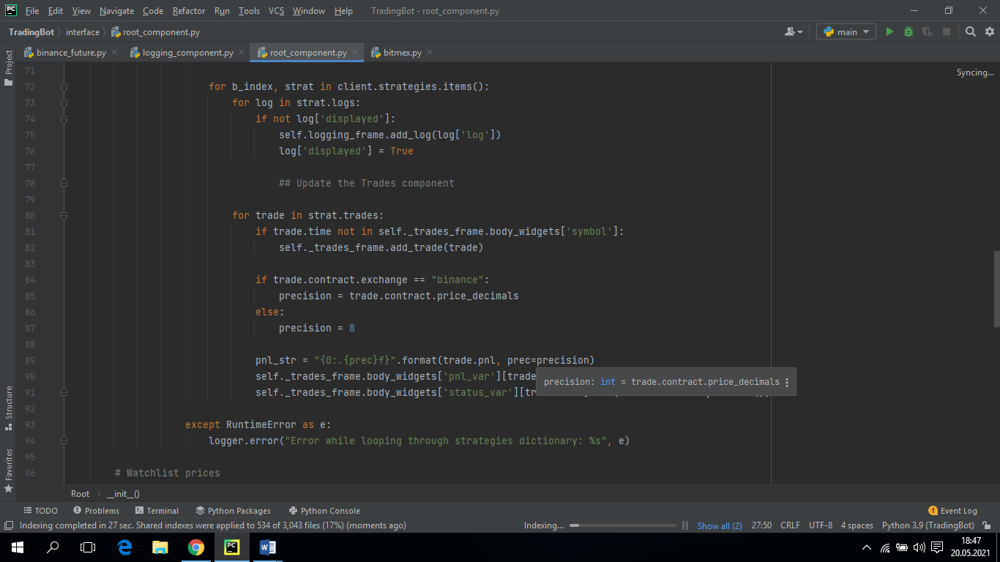 PC File Edit View Navigate Code Refactor Run Tools VCS Window Help TradingBot - root_component.py
TradingBot interface root_component.py main
binance_future.py logging_component.py root_component.py bitmex.py
Project
Syncing...
71
72 for b_index, strat in client.strategies.items():
73 for log in strat.logs:
74 if not log['displayed']:
75 self.logging_frame.add_log(log['log'])
76 log['displayed'] = True
77
78 ## Update the Trades component
79
80 for trade in strat.trades:
81 if trade.time not in self._trades_frame.body_widgets['symbol']:
82 self._trades_frame.add_trade(trade)
83
84 if trade.contract.exchange == "binance":
85 precision = trade.contract.price_decimals
86 else:
87 precision = 8
88
89 pnl_str = "{0:.{prec}f}".format(trade.pnl, prec=precision)
90 self._trades_frame.body_widgets['pnl_var'][trade
precision: int = trade.contract.price_decimals
91 self._trades_frame.body_widgets['status_var'][tr
92
93 except RuntimeError as e:
94 logger.error("Error while looping through strategies dictionary: %s", e)
95
96 # Watchlist prices
Structure
Favorites
Root __init__()
TODO Problems Terminal Python Packages Python Console 1 Event Log
Indexing completed in 27 sec. Shared indexes were applied to 534 of 3,043 files (17%) (moments ago) Indexing... Show all (2) 27:50 CRLF UTF-8 4 spaces Python 3.9 (TradingBot)
PC W 18:47
20.05.2021